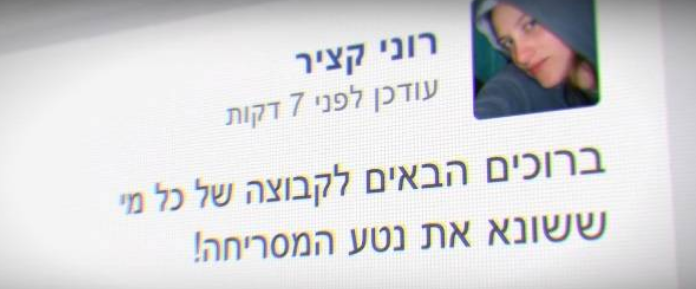 רוני קציר
עודכן לפני 7 דקות
ברוכים הבאים לקבוצה של כל מי
ששונא את נטע המסריחה!